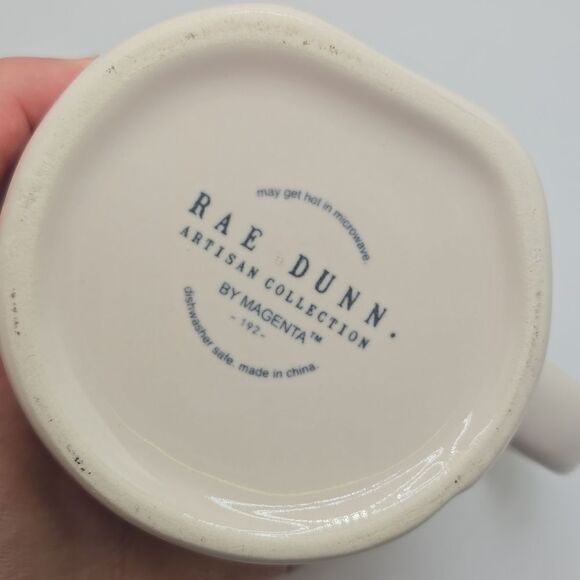 may get hot in microwave.
RAE DUNN.
ARTISAN COLLECTION
BY MAGENTA™
- 192 -
dishwasher safe. made in china.